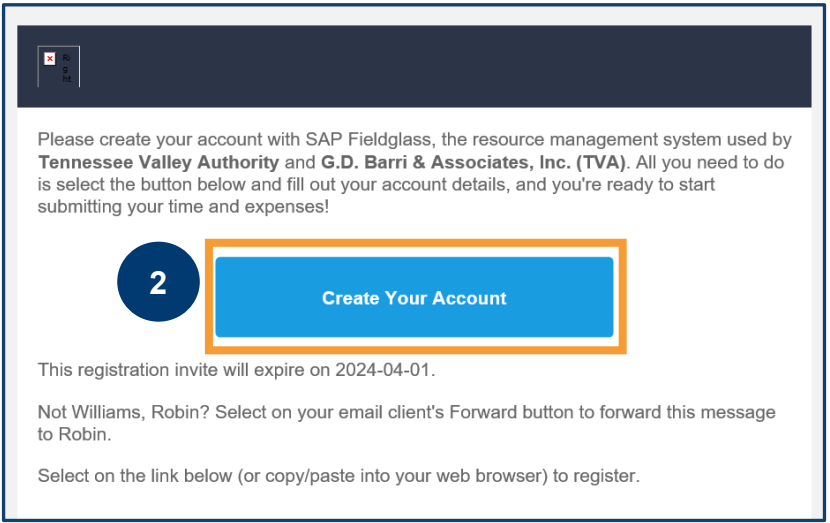 Ri
g
ht
Please create your account with SAP Fieldglass, the resource management system used by
Tennessee Valley Authority and G.D. Barri & Associates, Inc. (TVA). All you need to do
is select the button below and fill out your account details, and you're ready to start
submitting your time and expenses!
2
Create Your Account
This registration invite will expire on 2024-04-01.
Not Williams, Robin? Select on your email client's Forward button to forward this message
to Robin.
Select on the link below (or copy/paste into your web browser) to register.